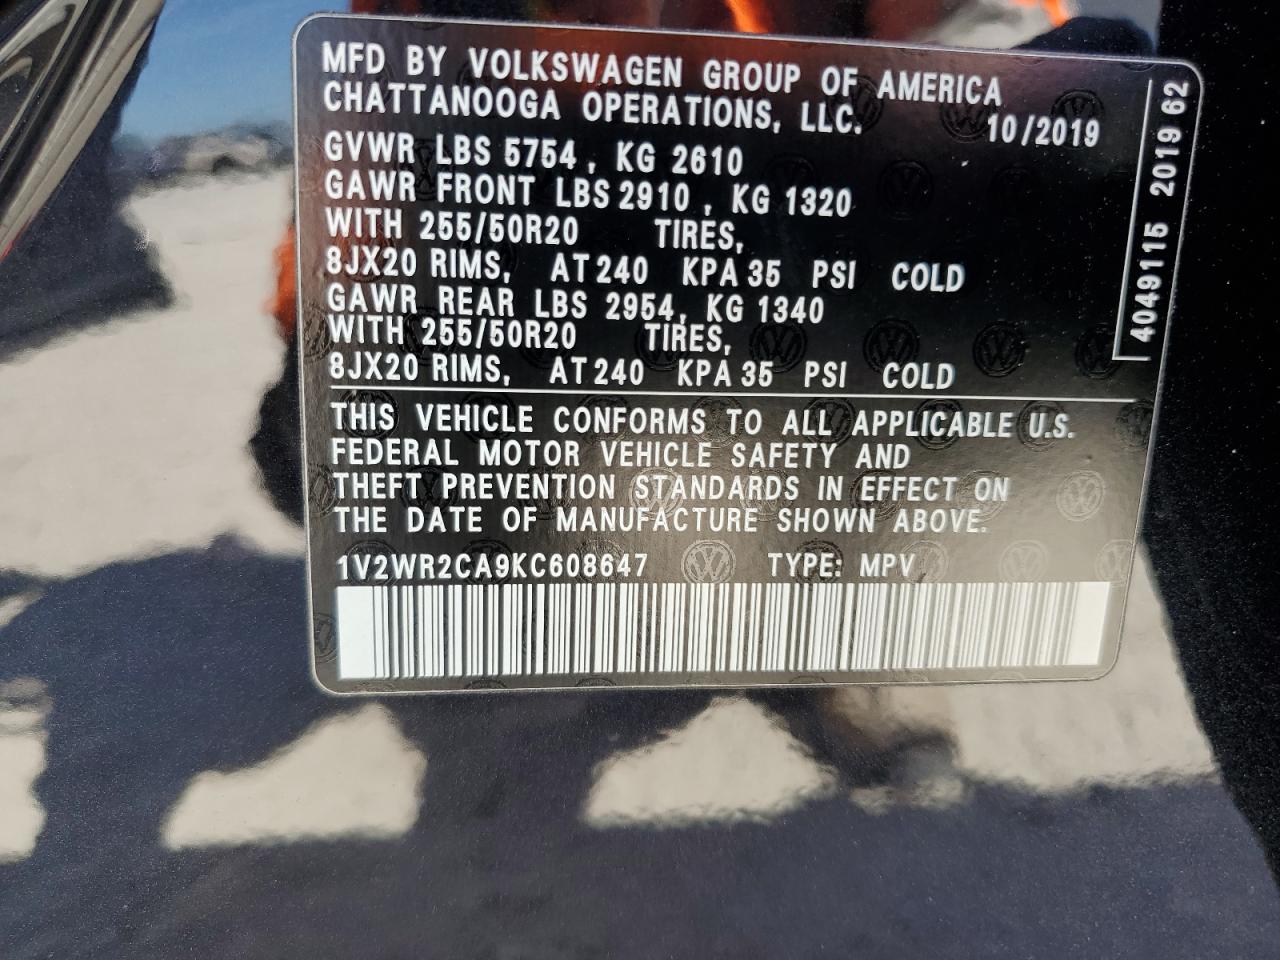 MFD BY VOLKSWAGEN GROUP OF AMERICA
CHATTANOOGA OPERATIONS, LLC.
10/2019
GVWR LBS 5754, KG 2610
GAWR FRONT LBS 2910, KG 1320
WITH 255/50R20 TIRES,
8JX20 RIMS, AT 240 KPA 35 PSI COLD
GAWR REAR LBS 2954, KG 1340
WITH 255/50R20 TIRES,
8JX20 RIMS, AT 240 KPA 35 PSI COLD
THIS VEHICLE CONFORMS TO ALL APPLICABLE U.S.
FEDERAL MOTOR VEHICLE SAFETY AND
THEFT PREVENTION STANDARDS IN EFFECT ON
THE DATE OF MANUFACTURE SHOWN ABOVE.
1V2WR2CA9KC608647 TYPE: MPV
4049115 2019 62